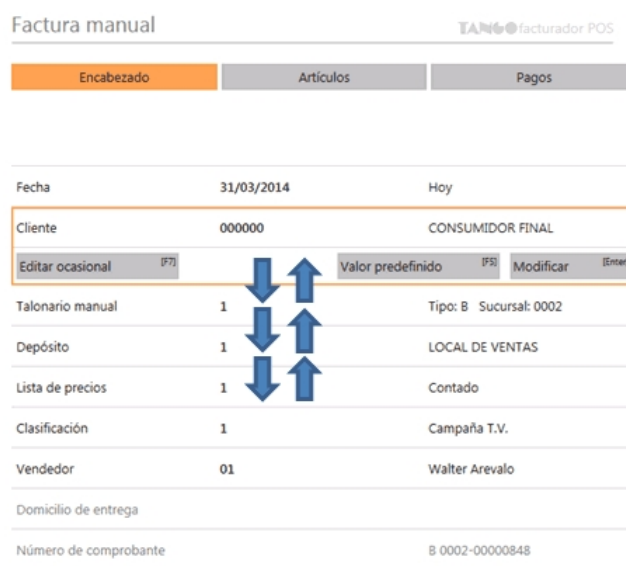 Factura manual TANGO facturador POS
Encabezado Artículos Pagos
Fecha 31/03/2014 Hoy
Cliente 000000 CONSUMIDOR FINAL
Editar ocasional [F7] Valor predefinido [F5] Modificar [Enter
Talonario manual 1 Tipo: B Sucursal: 0002
Depósito 1 LOCAL DE VENTAS
Lista de precios 1 Contado
Clasificación 1 Campaña T.V.
Vendedor 01 Walter Arevalo
Domicilio de entrega
Número de comprobante B 0002-00000848